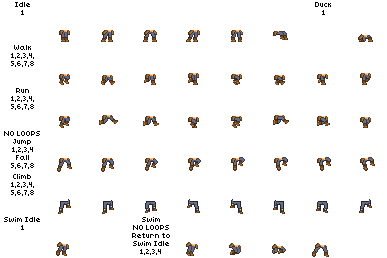 Idle
1
Duck
1
Walk
1,2,3,4,
5,6,7,8
Run
1,2,3,4,
5,6,7,8
NO LOOPS
Jump
1,2,3,4
Fall
5,6,7,8
Climb
1,2,3,4,
5,6,7,8
Swim Idle
1
Swim
NO LOOPS
Return to
Swim Idle
1,2,3,4